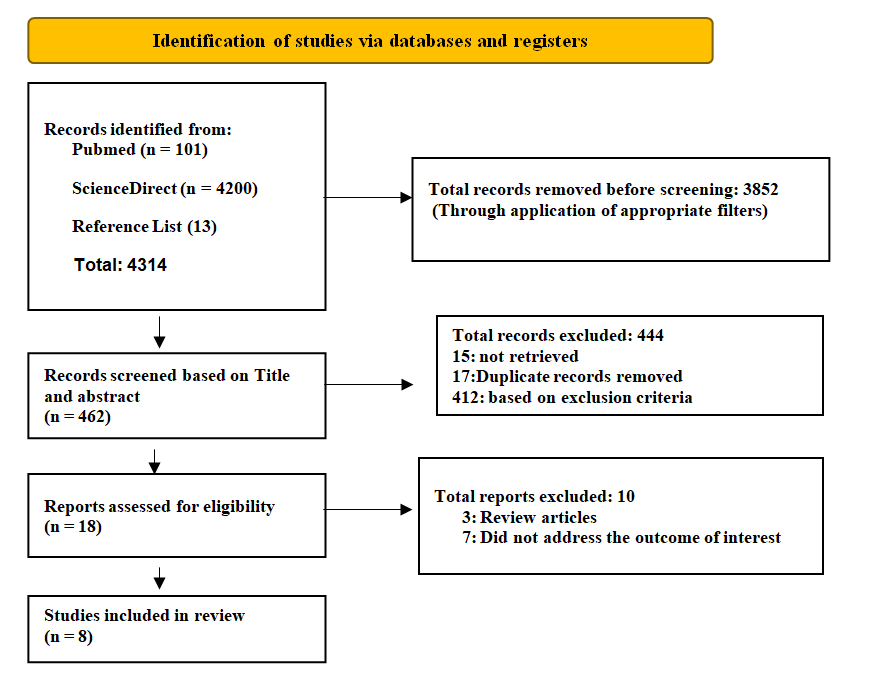 Identification of studies via databases and registers
Records identified from:
Pubmed (n = 101)
ScienceDirect (n = 4200)
Reference List (13)
Total: 4314
Total records removed before screening: 3852
(Through application of appropriate filters)
Records screened based on Title
and abstract
(n = 462)
Total records excluded: 444
15: not retrieved
17:Duplicate records removed
412: based on exclusion criteria
Reports assessed for eligibility
(n = 18)
Total reports excluded: 10
3: Review articles
7: Did not address the outcome of interest
Studies included in review
(n = 8)